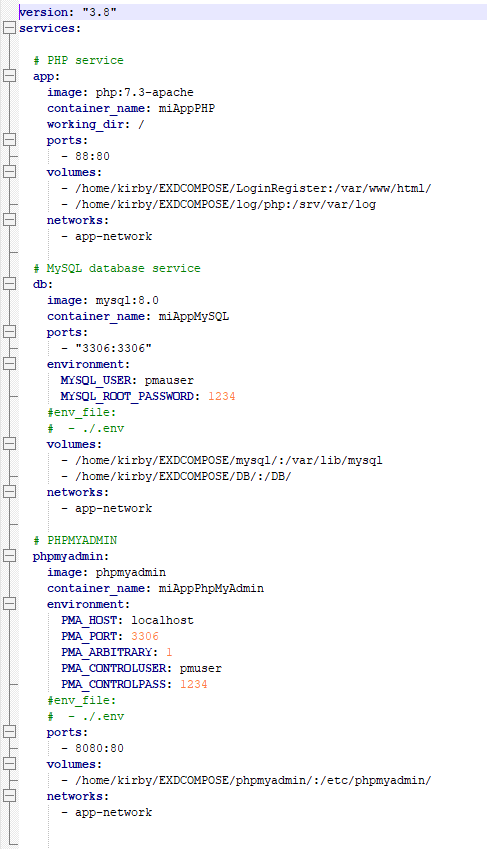 version: "3.8"
services:
# PHP service
app:
image: php:7.3-apache
container_name: miAppPHP
working_dir: /
ports:
- 88:80
volumes:
- /home/kirby/EXDCOMPOSE/LoginRegister:/var/www/html/
- /home/kirby/EXDCOMPOSE/log/php:/srv/var/log
networks:
- app-network
# MySQL database service
db:
image: mysql:8.0
container_name: miAppMySQL
ports:
- "3306:3306"
environment:
MYSQL_USER: pmauser
MYSQL_ROOT_PASSWORD: 1234
#env_file:
#  - ./.env
volumes:
- /home/kirby/EXDCOMPOSE/mysql/:/var/lib/mysql
- /home/kirby/EXDCOMPOSE/DB/:/DB/
networks:
- app-network
# PHPMYADMIN
phpmyadmin:
image: phpmyadmin
container_name: miAppPhpMyAdmin
environment:
PMA_HOST: localhost
PMA_PORT: 3306
PMA_ARBITRARY: 1
PMA_CONTROLUSER: pmuser
PMA_CONTROLPASS: 1234
#env_file:
#  - ./.env
ports:
- 8080:80
volumes:
- /home/kirby/EXDCOMPOSE/phpmyadmin/:/etc/phpmyadmin/
networks:
- app-network